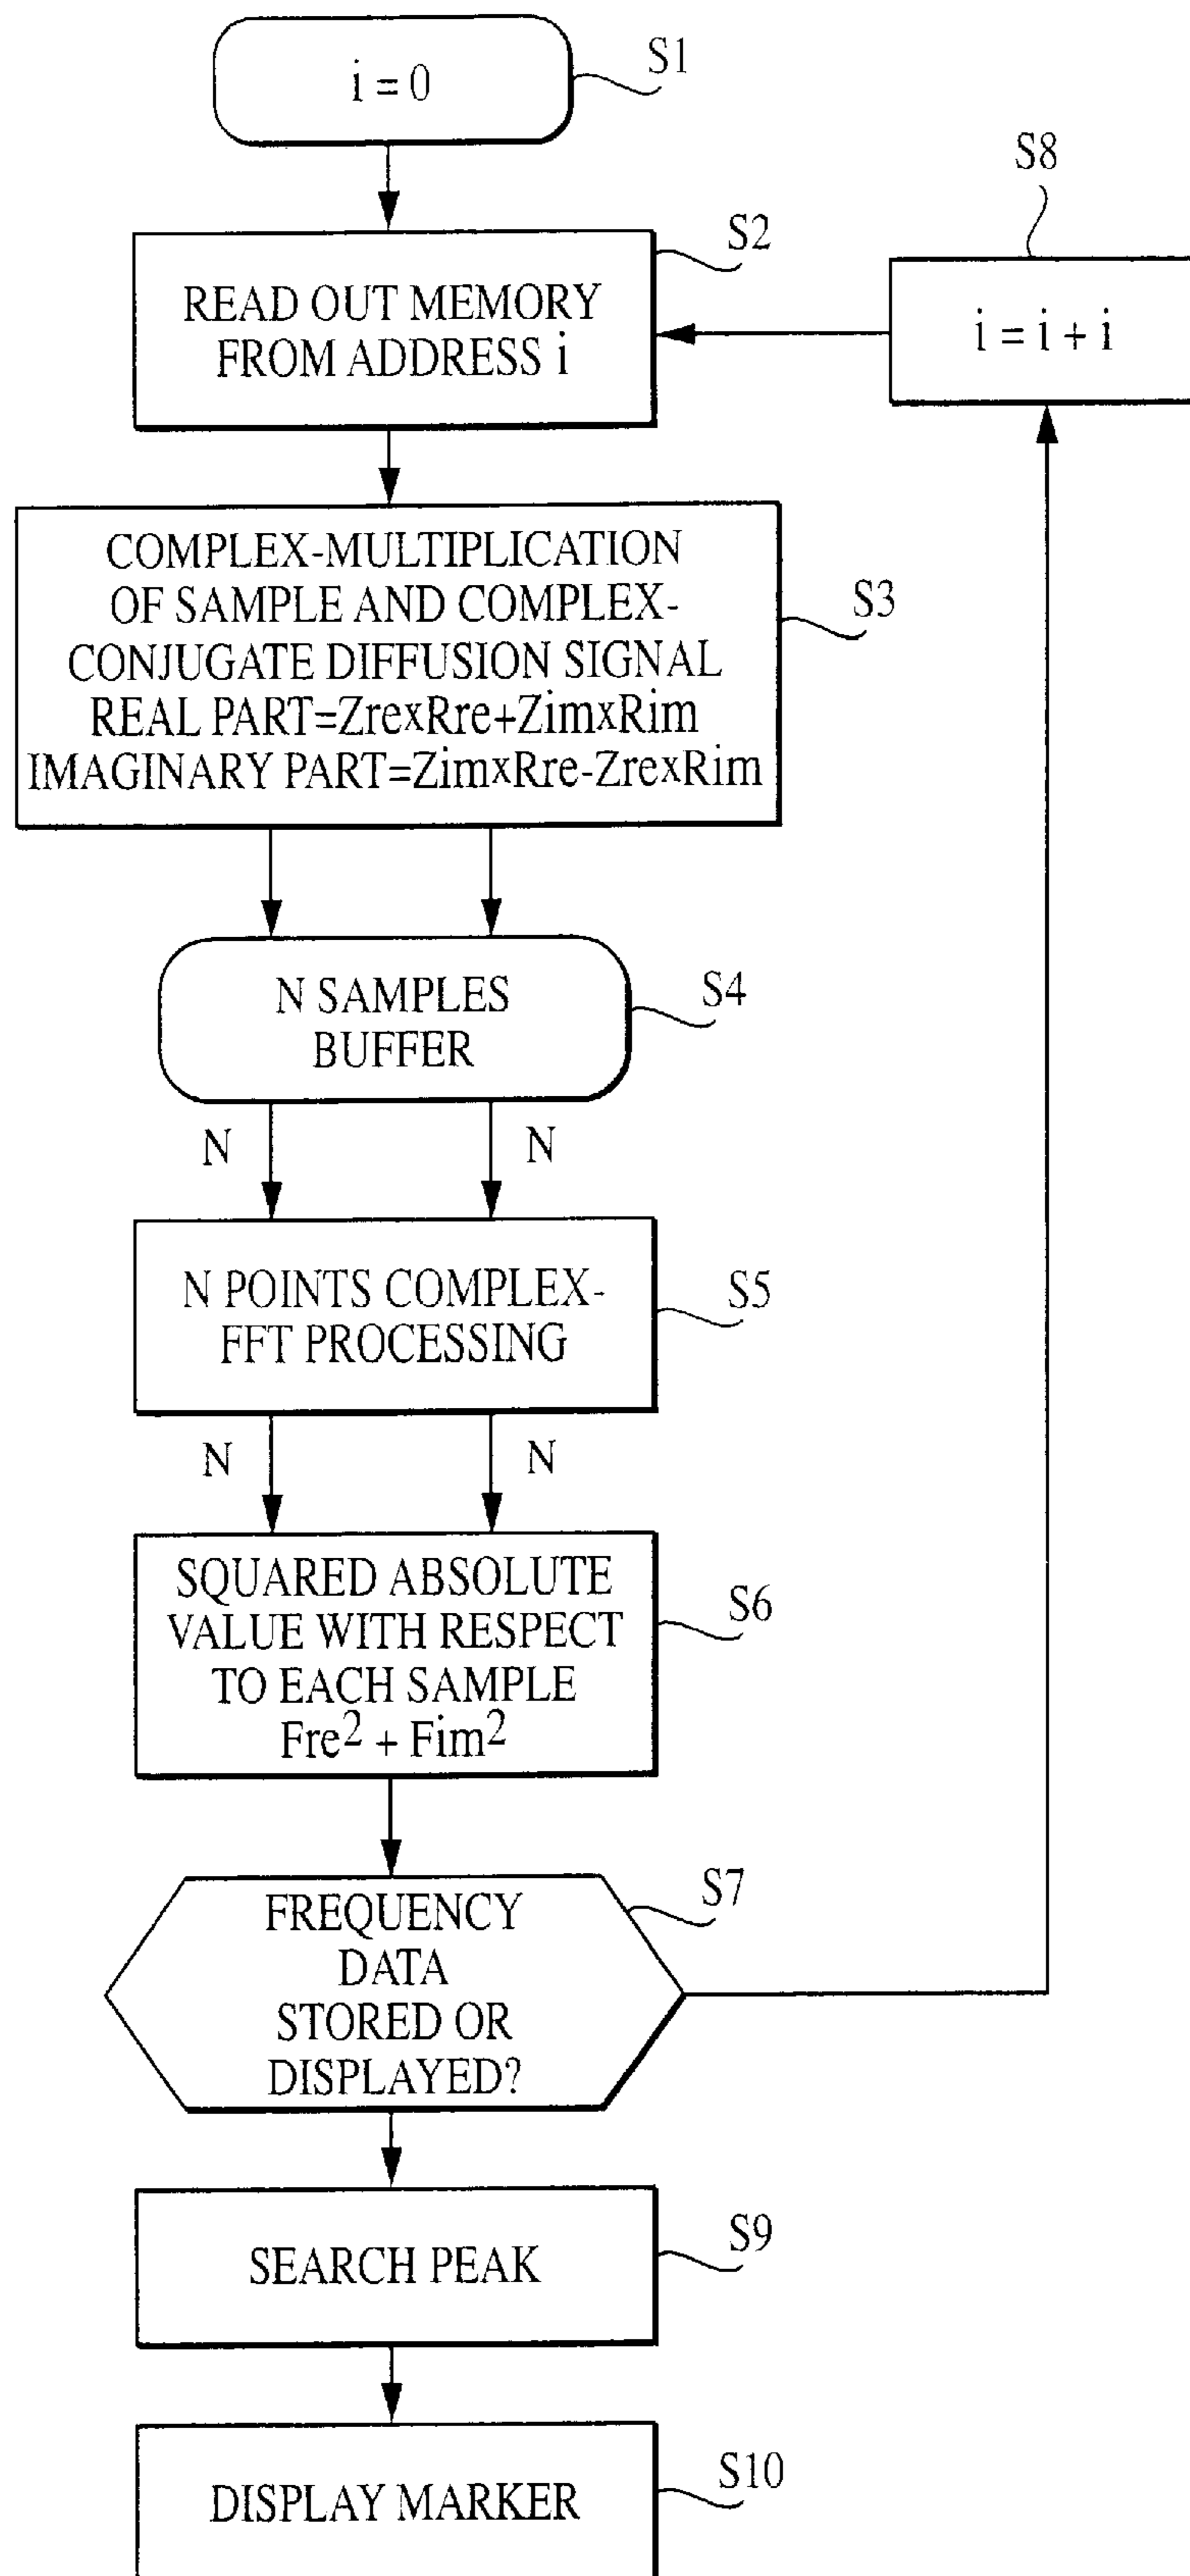 i = 0
S1
S8
S2
READ OUT MEMORY
FROM ADDRESS i
i = i + i
COMPLEX-MULTIPLICATION
OF SAMPLE AND COMPLEX-
CONJUGATE DIFFUSION SIGNAL
REAL PART=ZrexRre+ZimxRim
IMAGINARY PART=ZimxRre-ZrexRim
S3
N SAMPLES
BUFFER
S4
N
N
N POINTS COMPLEX-
FFT PROCESSING
S5
N
N
SQUARED ABSOLUTE
VALUE WITH RESPECT
TO EACH SAMPLE
Fre² + Fim²
S6
FREQUENCY
DATA
STORED OR
DISPLAYED?
S7
SEARCH PEAK
S9
DISPLAY MARKER
S10